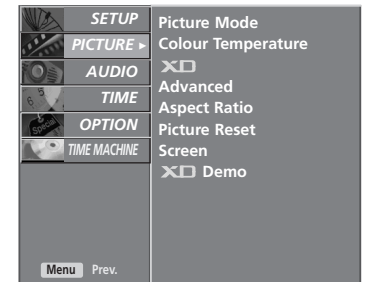 SETUP
PICTURE ►
AUDIO
TIME
OPTION
TIME MACHINE
Picture Mode
Colour Temperature
XD
Advanced
Aspect Ratio
Picture Reset
Screen
XD Demo
Menu Prev.